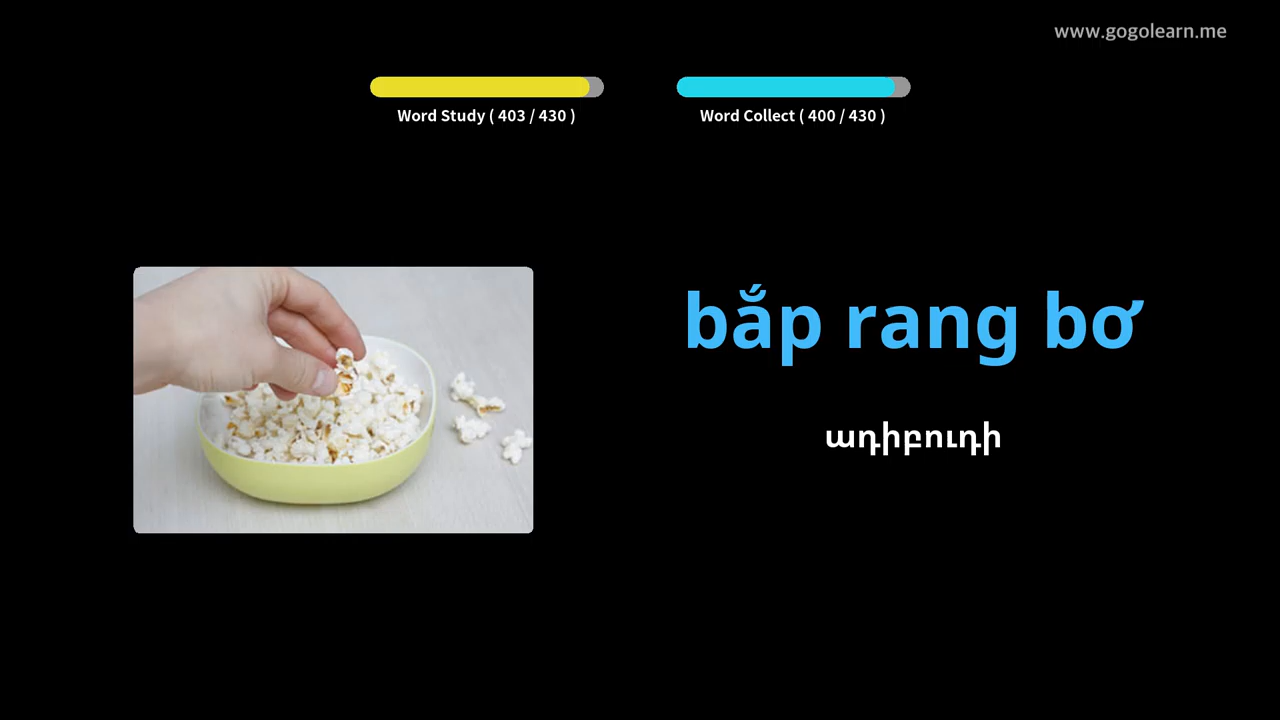 www.gogolearn.me
Word Study ( 403 / 430 )
Word Collect ( 400 / 430 )
bắp rang bơ
ադիբուդի